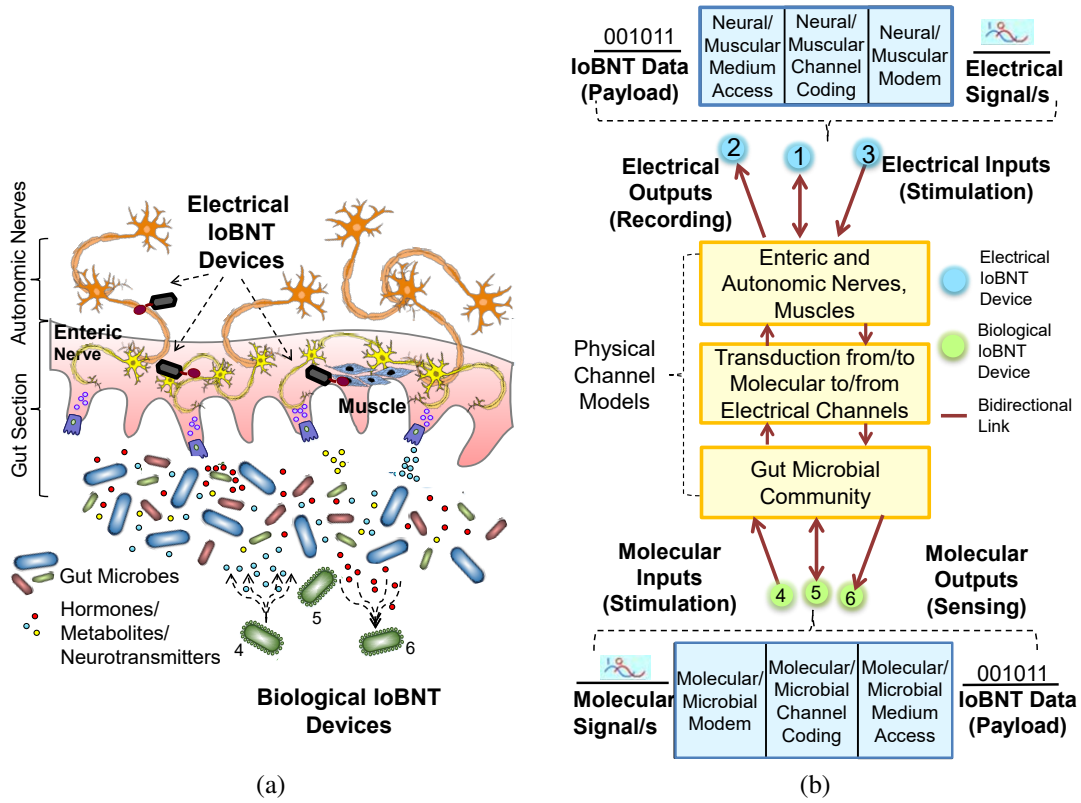 Autonomic Nerves
Gut Section
Electrical
IoBNT
Devices
Enteric
Nerve
Muscle
Gut Microbes
Hormones/
Metabolites/
Neurotransmitters
4
5
6
Biological IoBNT
Devices
(a)
001011
IoBNT Data
(Payload)
Neural/
Muscular
Medium
Access
Neural/
Muscular
Channel
Coding
Neural/
Muscular
Modem
Electrical
Signal/s
2
1
3
Electrical
Outputs
(Recording)
Electrical Inputs
(Stimulation)
Enteric and
Autonomic Nerves,
Muscles
Transduction from/to
Molecular to/from
Electrical Channels
Gut Microbial
Community
Physical
Channel
Models
Electrical
IoBNT
Device
Biological
IoBNT
Device
Bidirectional
Link
Molecular
Inputs
(Stimulation)
4
5
6
Molecular
Outputs
(Sensing)
Molecular
Signal/s
Molecular/
Microbial
Modem
Molecular/
Microbial
Channel
Coding
Molecular/
Microbial
Medium
Access
001011
IoBNT Data
(Payload)
(b)